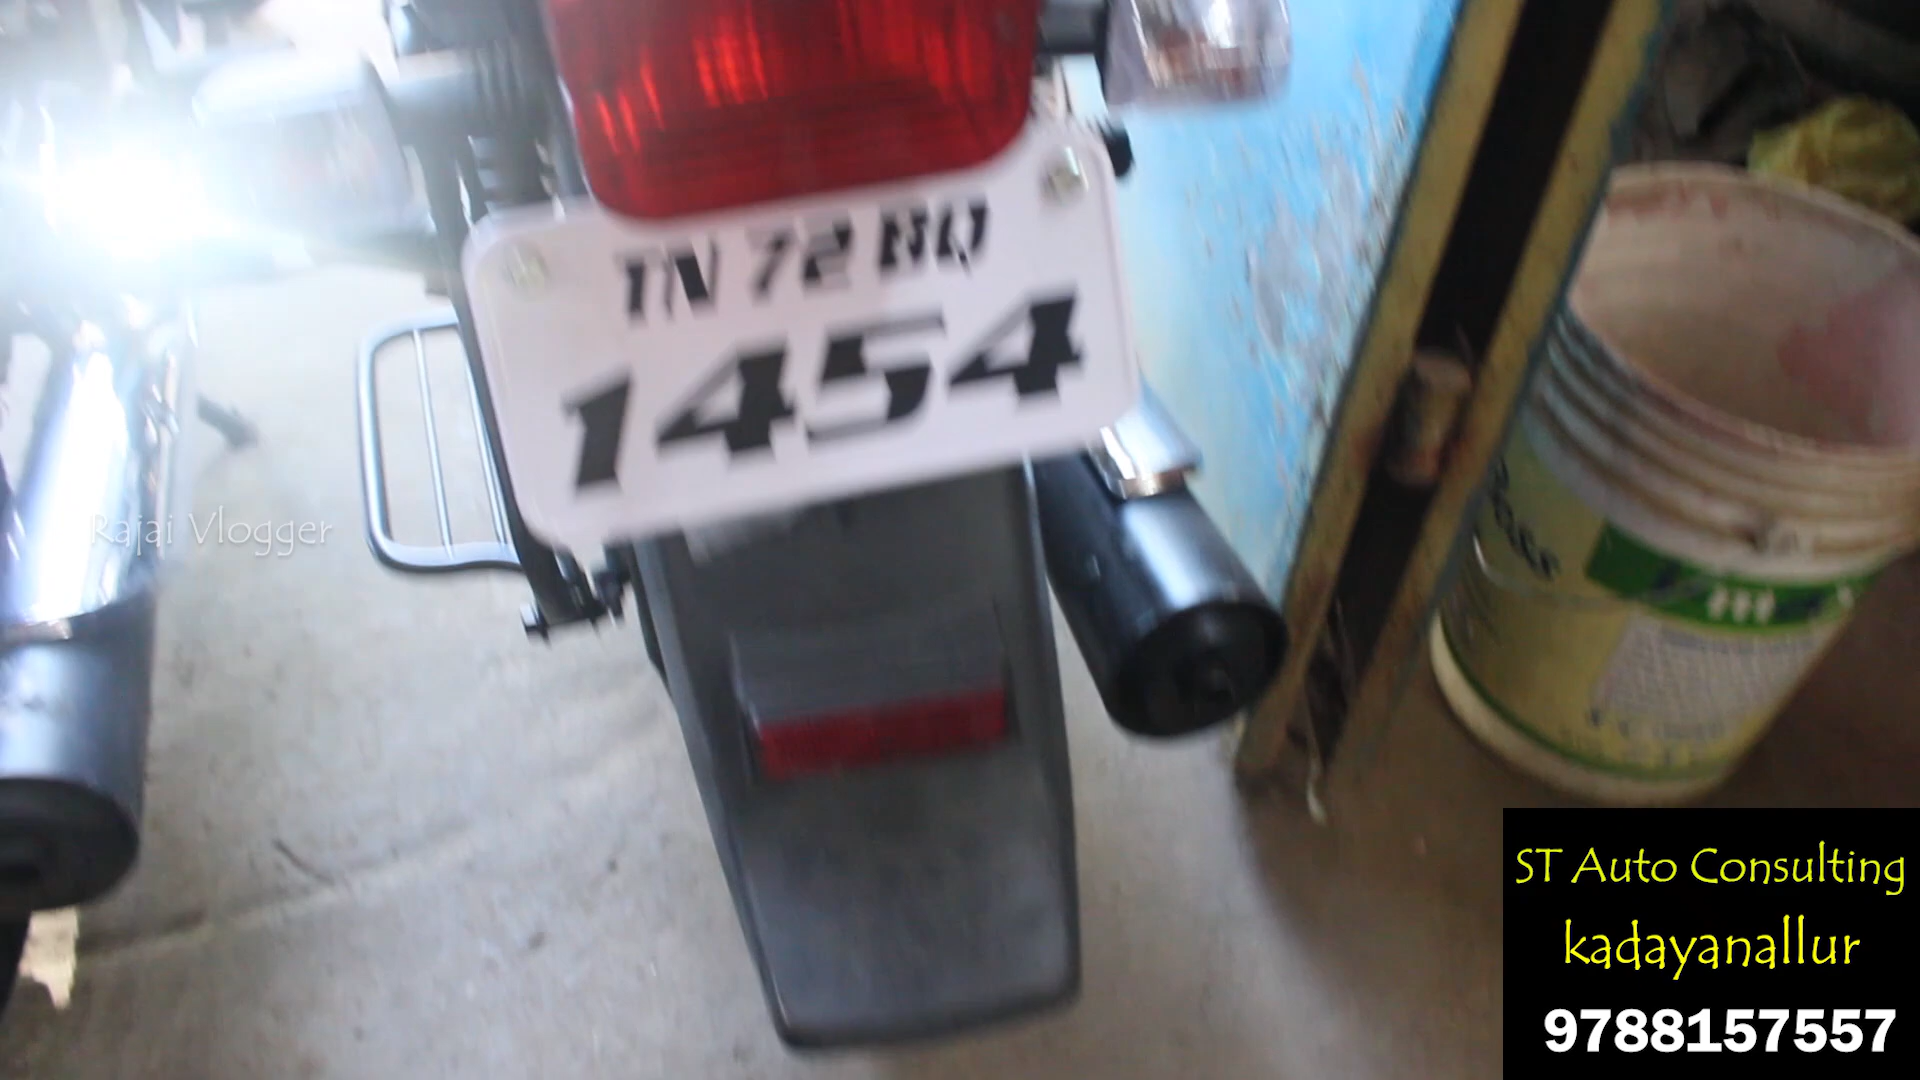 TN 72 BQ
1454
Rajai Vlogger
ST Auto Consulting
kadayanallur
9788157557